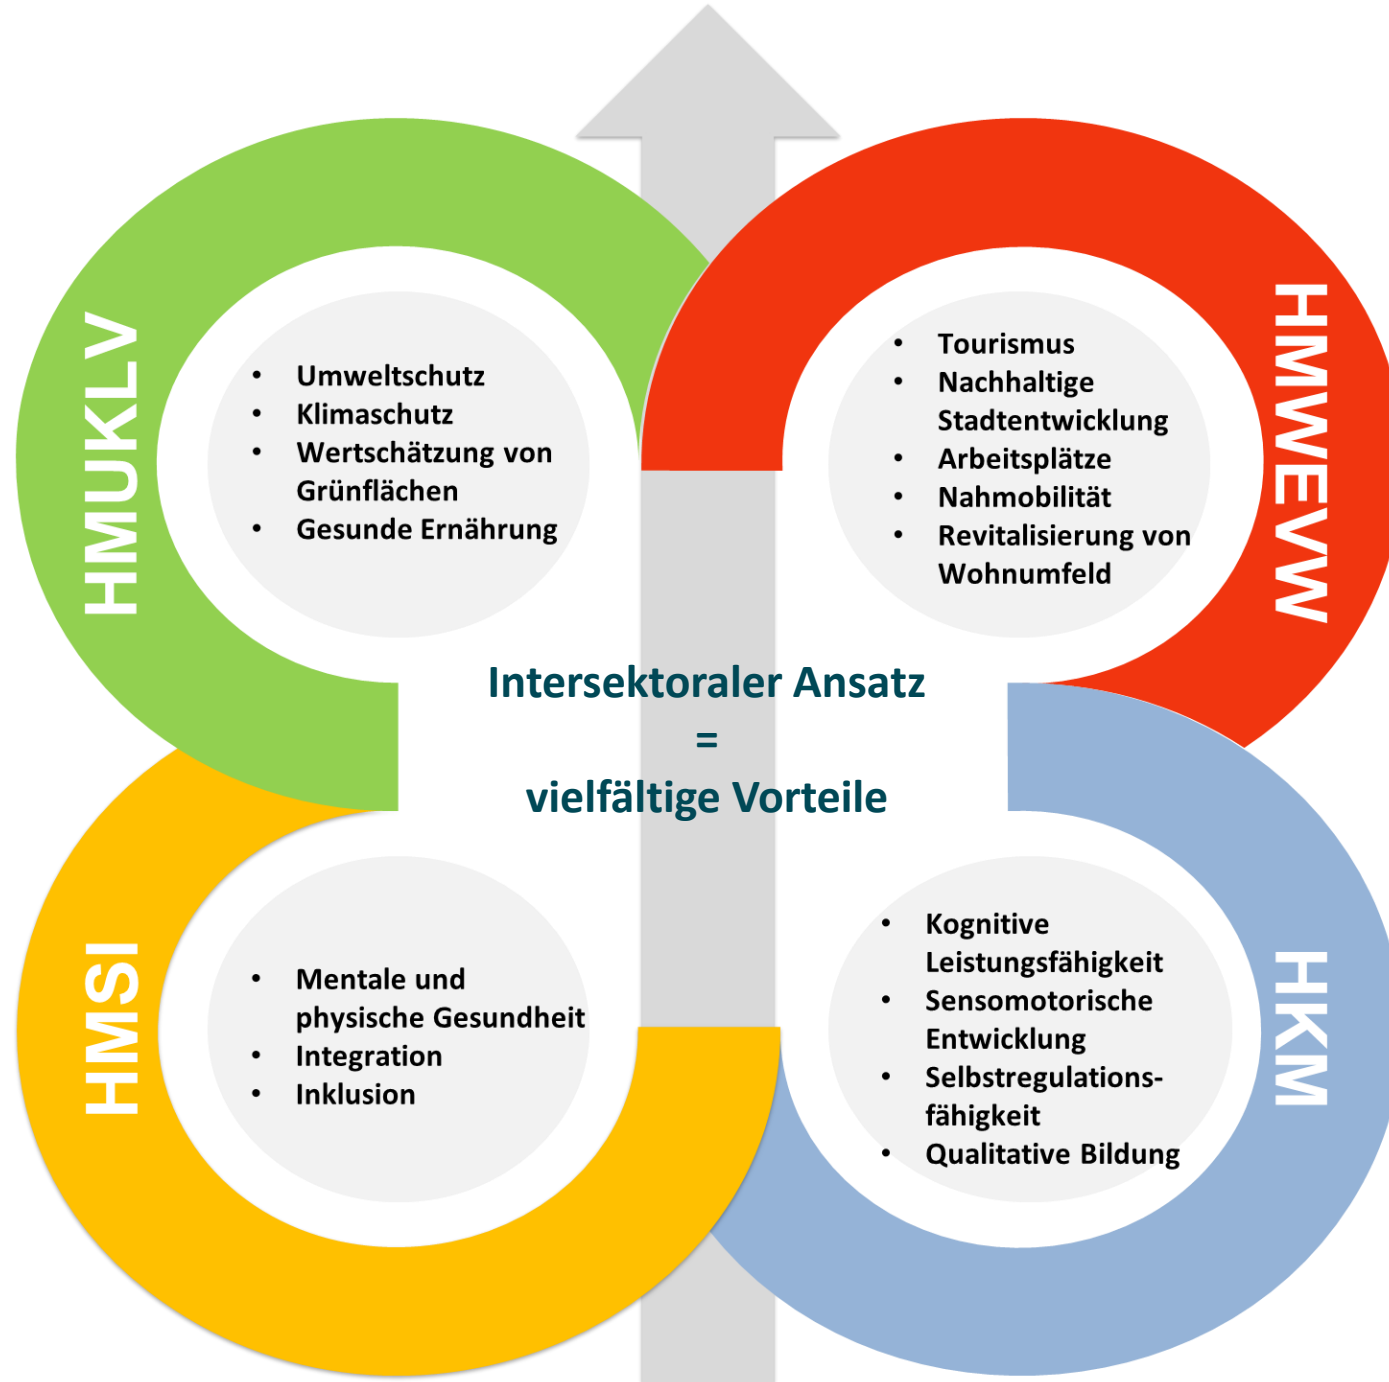 HMUKLV
• Umweltschutz
• Klimaschutz
• Wertschätzung von
Grünflächen
• Gesunde Ernährung
HMWEVW
• Tourismus
• Nachhaltige
Stadtentwicklung
• Arbeitsplätze
• Nahmobilität
• Revitalisierung von
Wohnumfeld
Intersektoraler Ansatz
=
vielfältige Vorteile
HMSI
• Mentale und
physische Gesundheit
• Integration
• Inklusion
HKM
• Kognitive
Leistungsfähigkeit
• Sensomotorische
Entwicklung
• Selbstregulations-
fähigkeit
• Qualitative Bildung